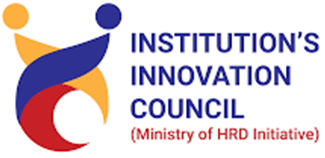 INSTITUTION'S
INNOVATION
COUNCIL
(Ministry of HRD Initiative)